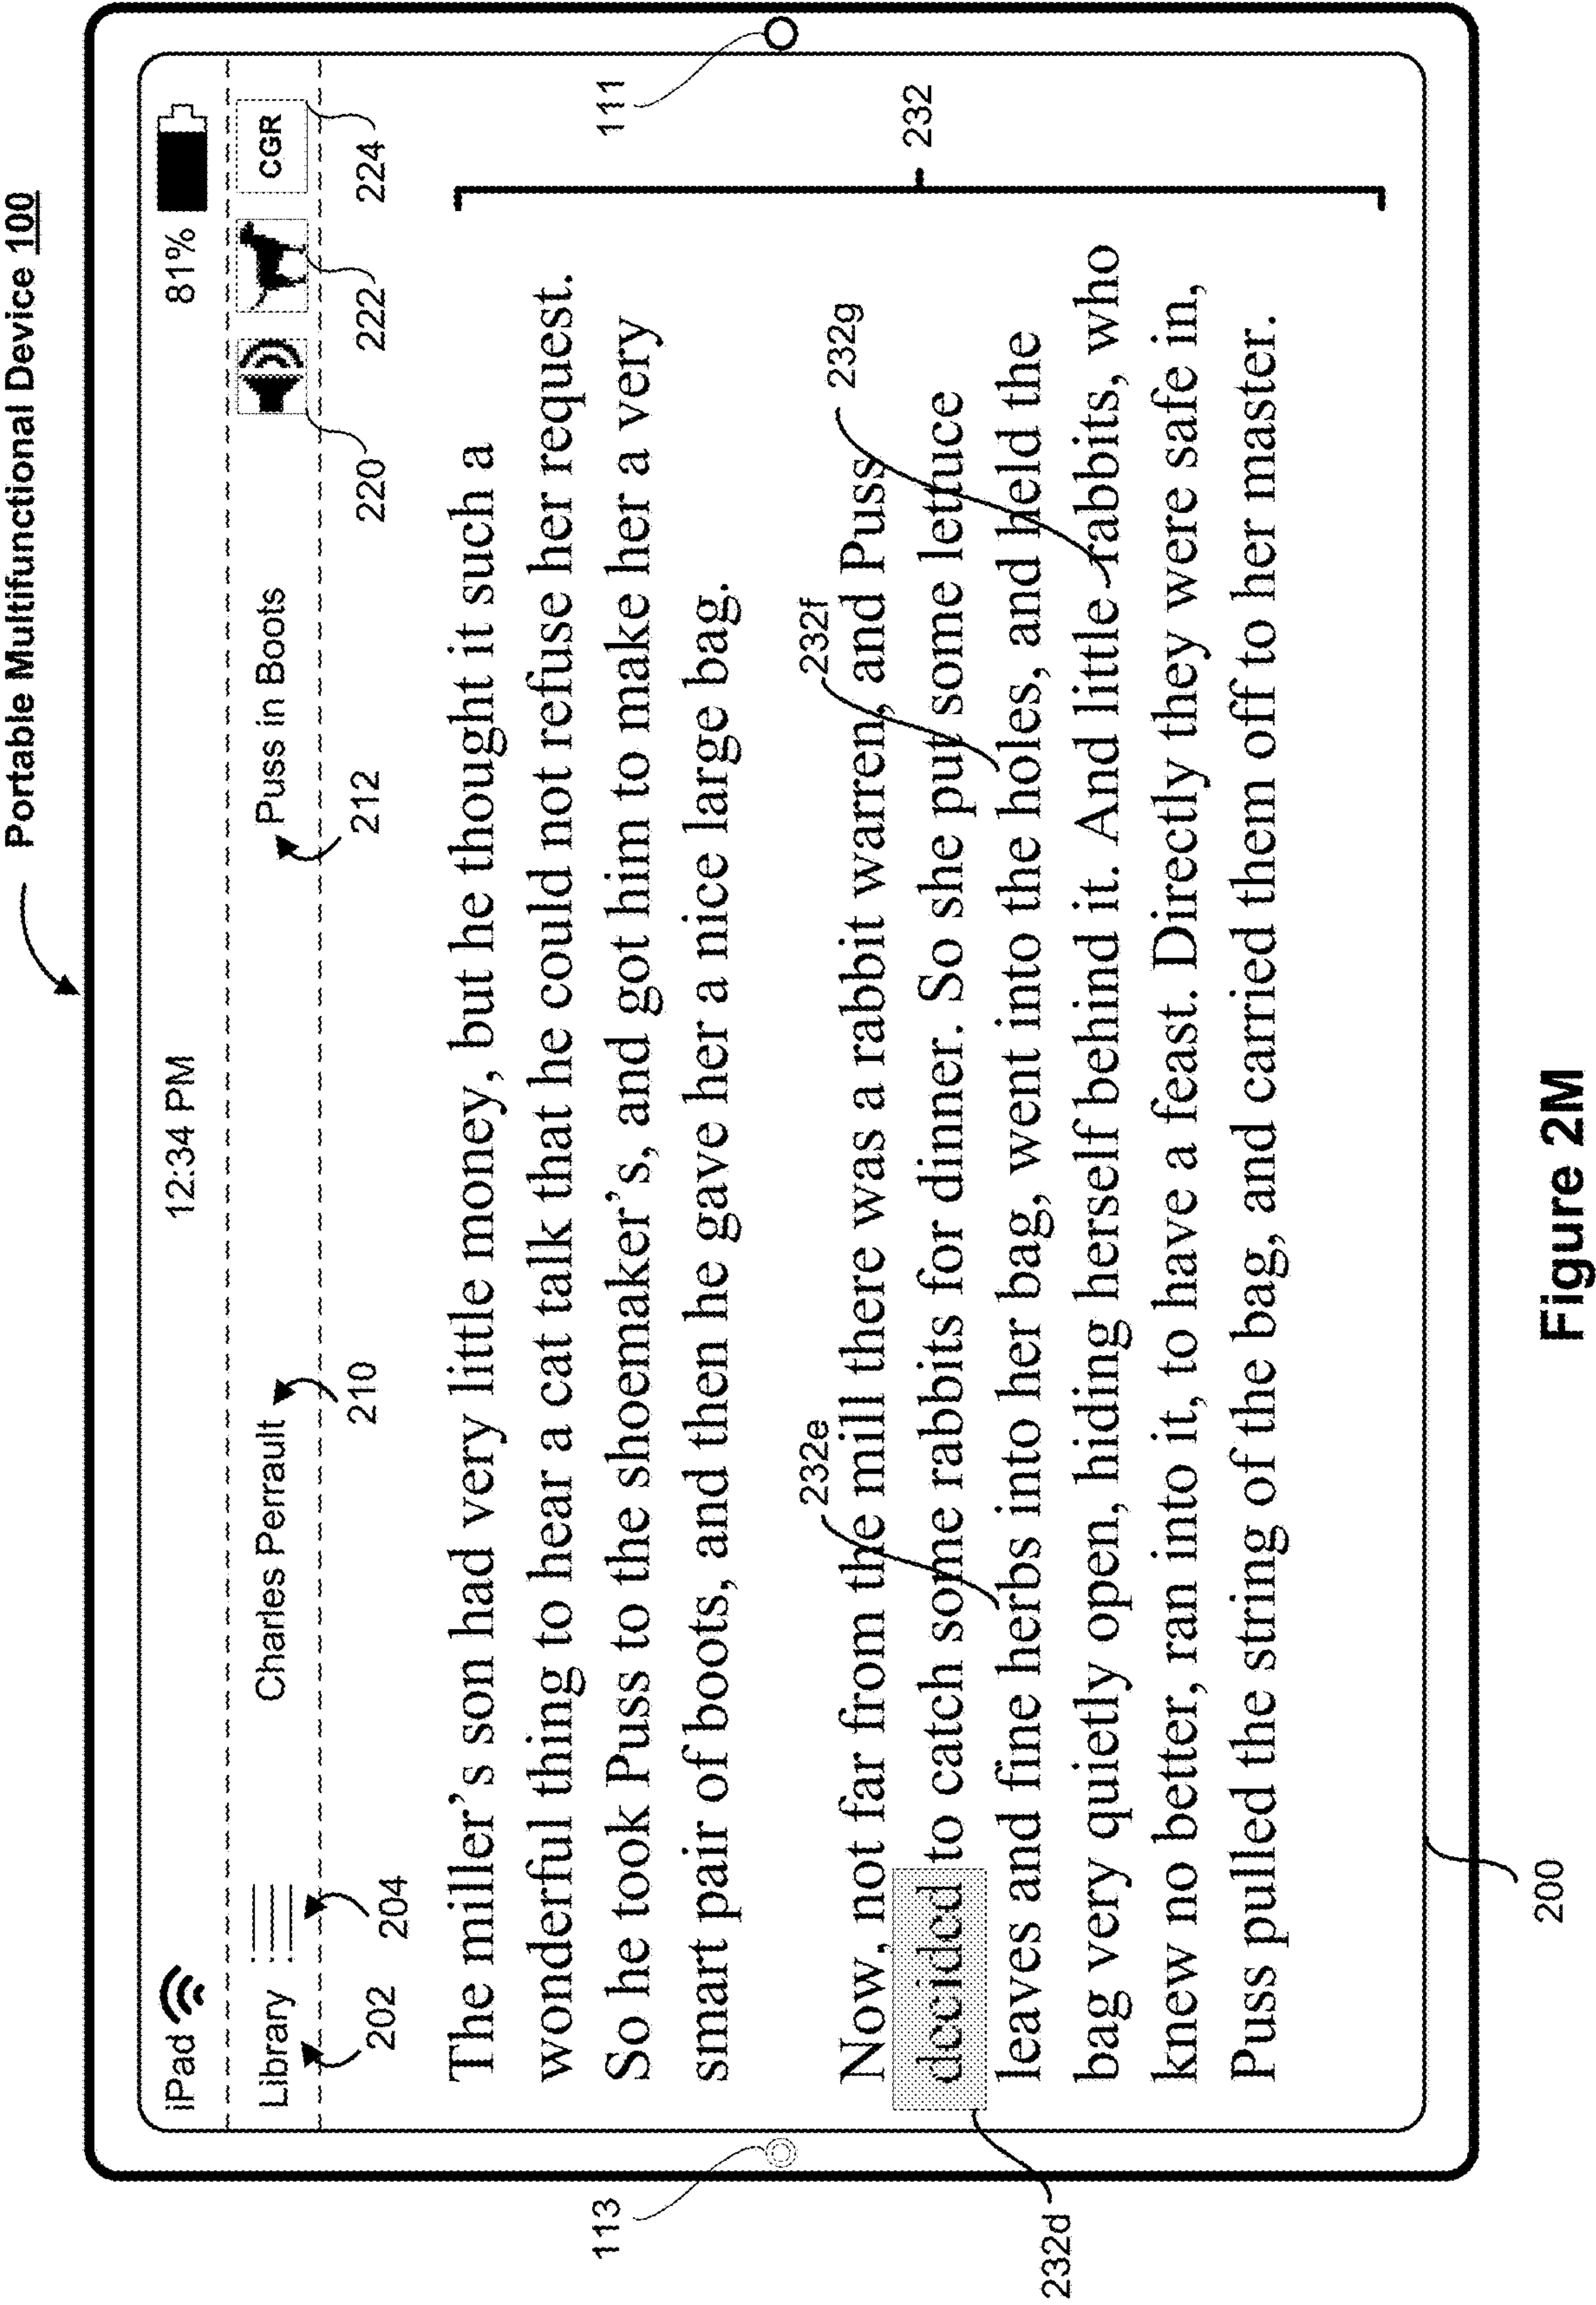 Portable Multifunctional Device 100
iPad
12:34 PM
81%
Library
Charles Perrault
Puss in Boots
CGR
202
204
210
212
220
222
224
The miller's son had very little money, but he thought it such a
wonderful thing to hear a cat talk that he could not refuse her request.
So he took Puss to the shoemaker's, and got him to make her a very
smart pair of boots, and then he gave her a nice large bag.
113
111
232e
232f
232g
232
Now, not far from the mill there was a rabbit warren, and Puss
decided to catch some rabbits for dinner. So she put some lettuce
leaves and fine herbs into her bag, went into the holes, and held the
bag very quietly open, hiding herself behind it. And little rabbits, who
knew no better, ran into it, to have a feast. Directly they were safe in,
Puss pulled the string of the bag, and carried them off to her master.
232d
200
Figure 2M